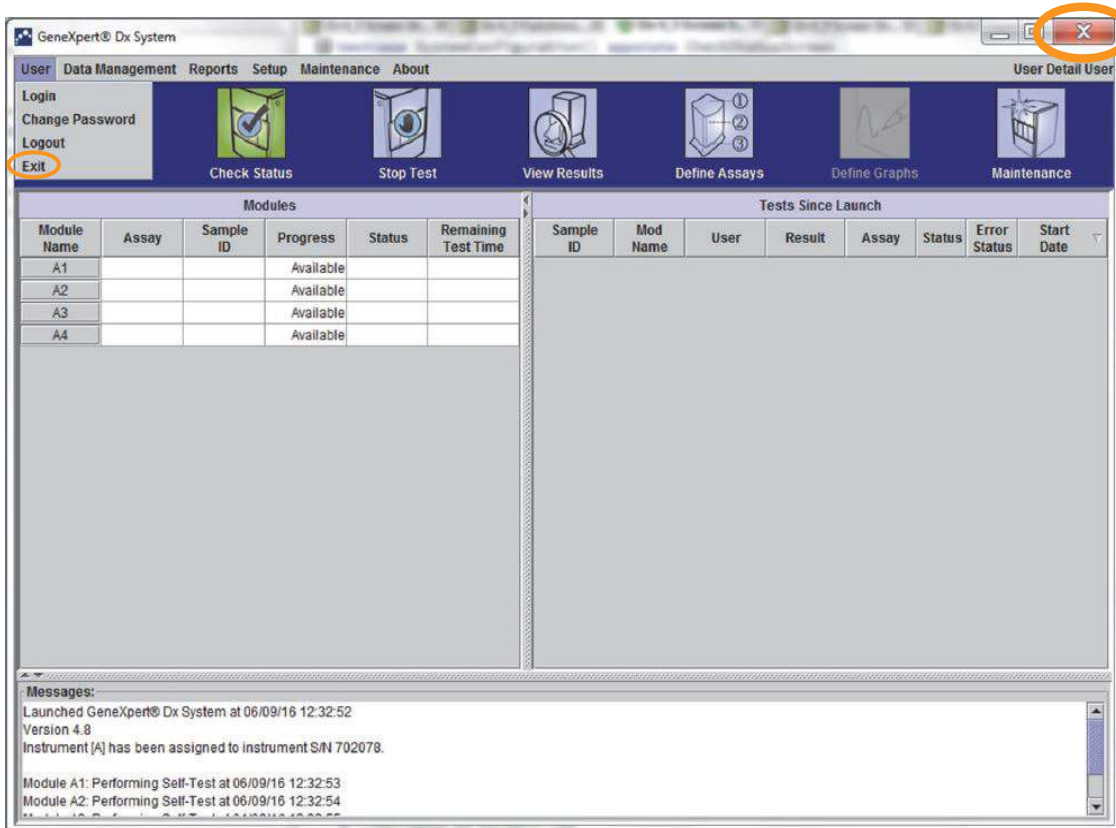 GeneXpert® Dx System
User Data Management Reports Setup Maintenance About User Detail User
Login
Change Password
Logout
Exit
Check Status Stop Test View Results Define Assays Define Graphs Maintenance
Modules
Module Name Assay Sample ID Progress Status Remaining Test Time
A1 Available
A2 Available
A3 Available
A4 Available
Tests Since Launch
Sample ID Mod Name User Result Assay Status Error Status Start Date
Messages:
Launched GeneXpert® Dx System at 06/09/16 12:32:52
Version 4.8
Instrument [A] has been assigned to instrument S/N 702078.
Module A1: Performing Self-Test at 06/09/16 12:32:53
Module A2: Performing Self-Test at 06/09/16 12:32:54